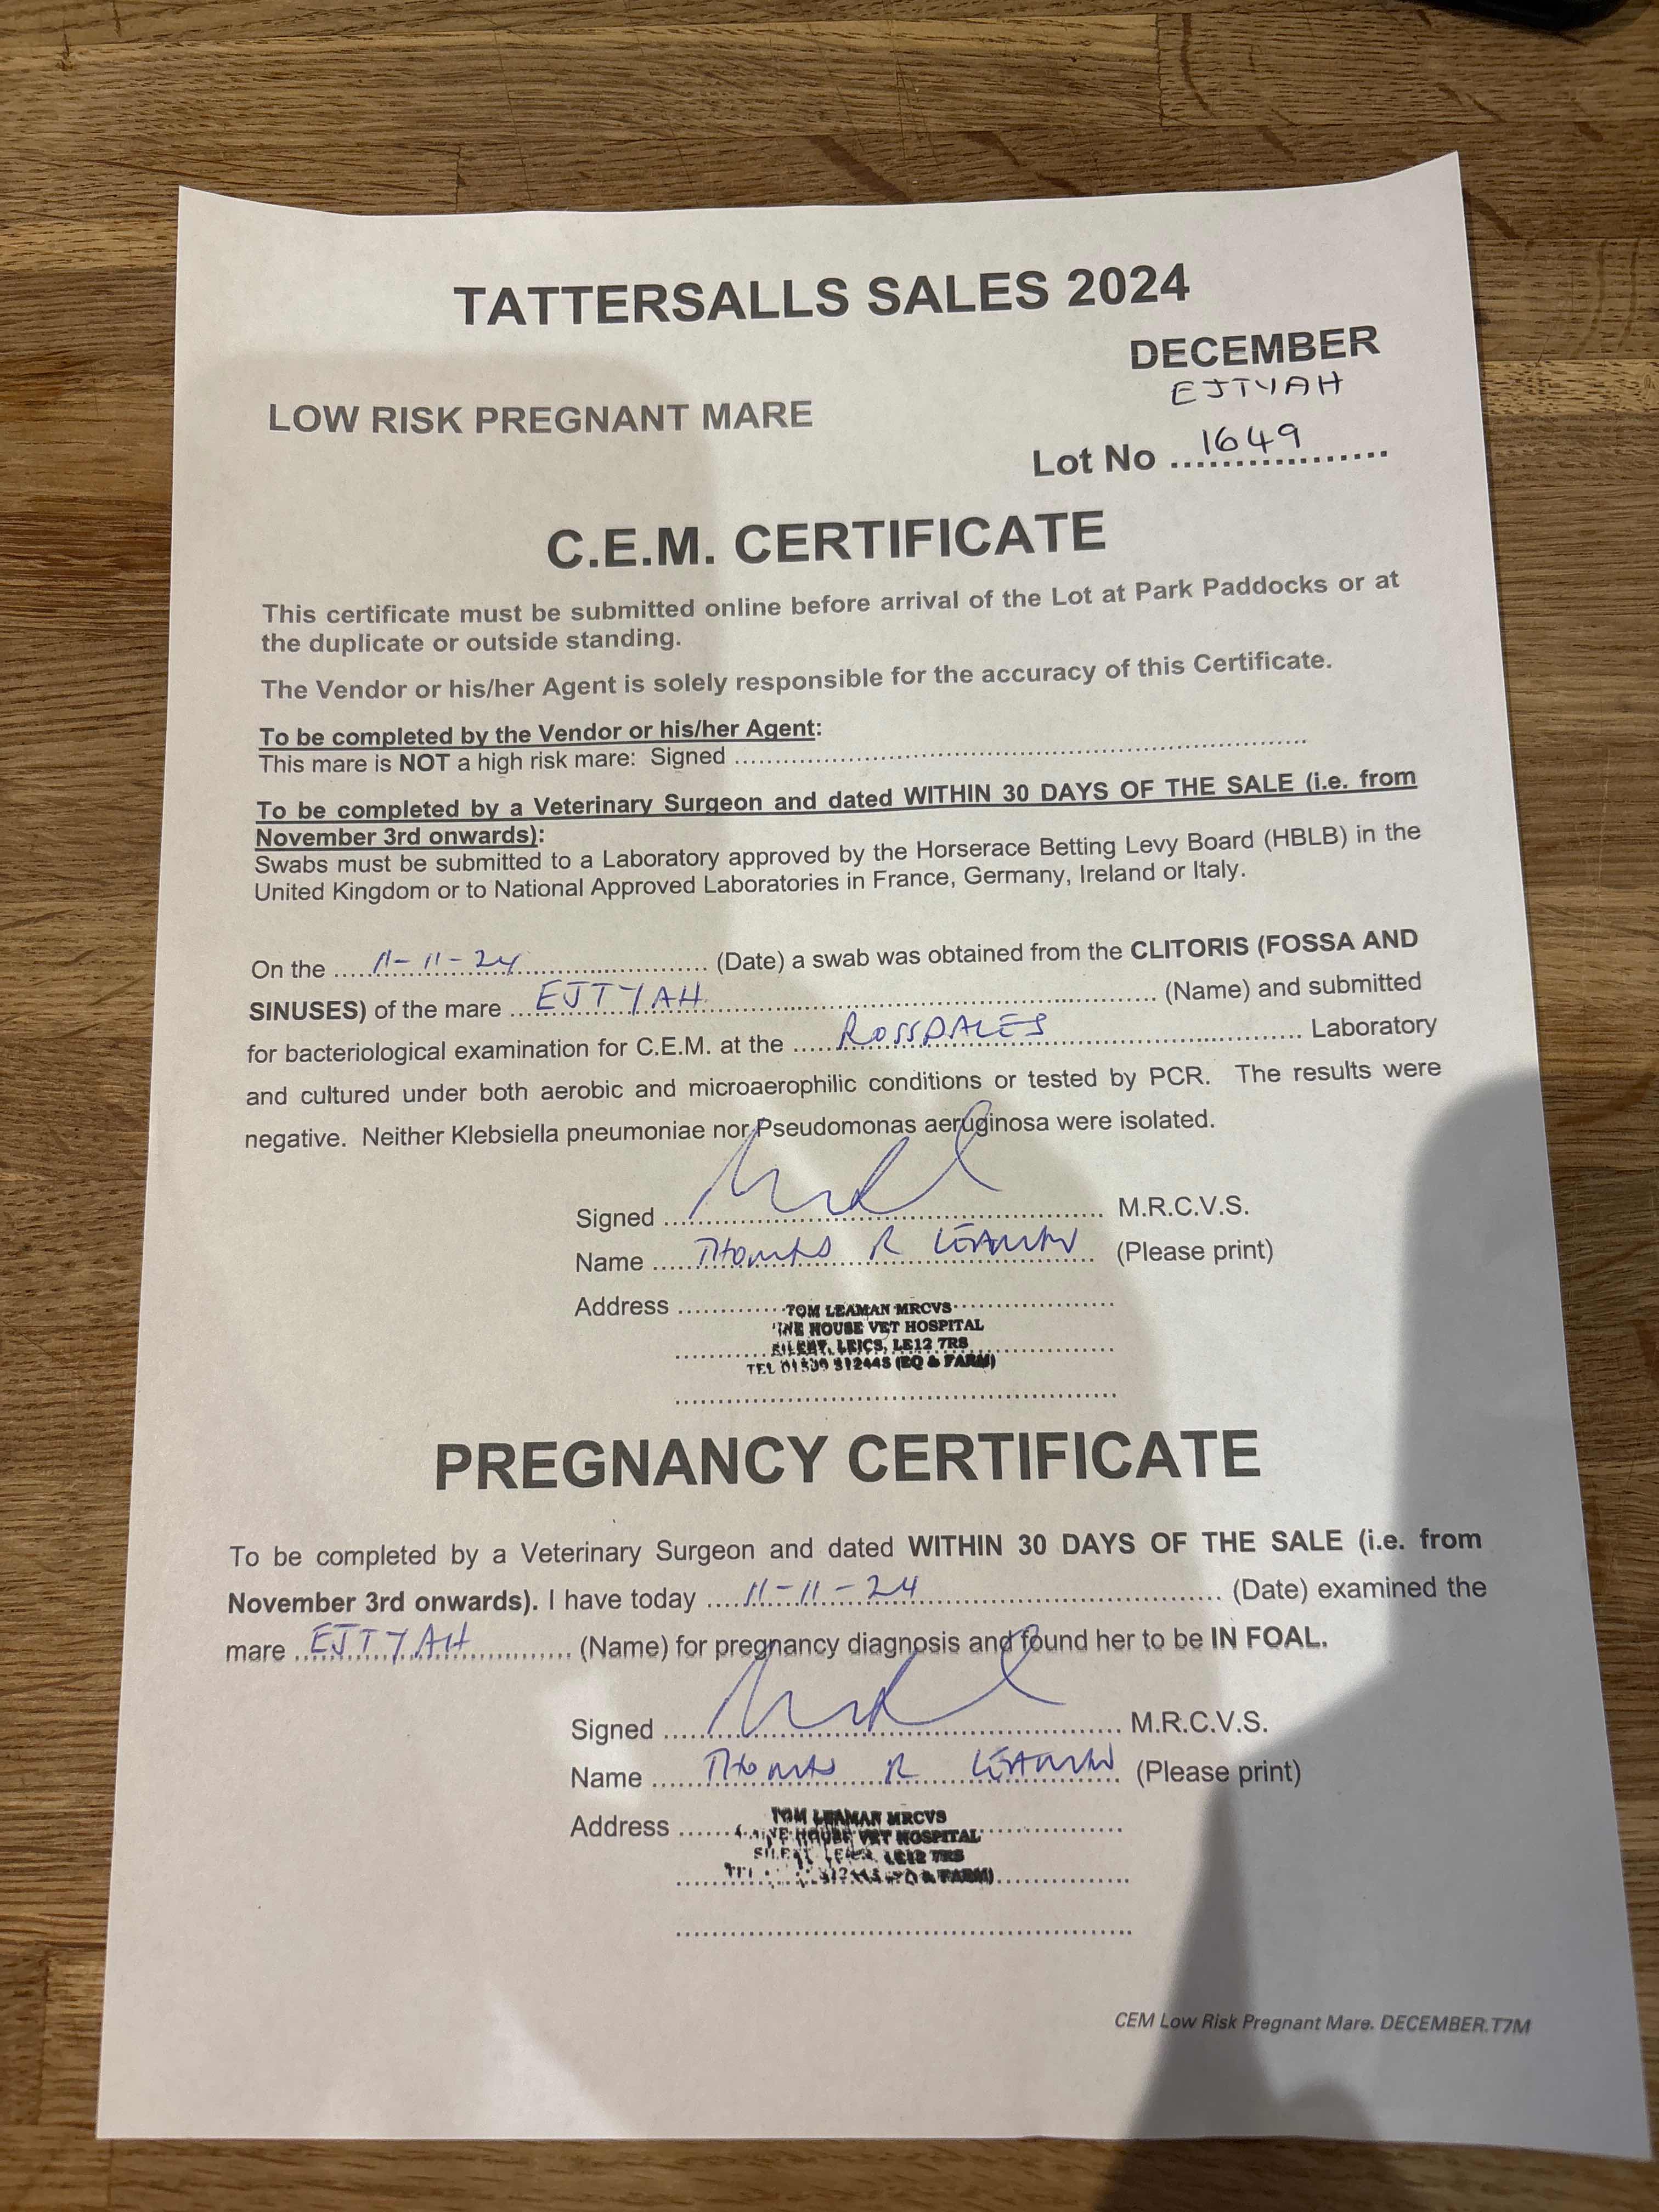 TATTERSALLS SALES 2024
DECEMBER
EJTYAH
LOW RISK PREGNANT MARE
Lot No 1649
C.E.M. CERTIFICATE
This certificate must be submitted online before arrival of the Lot at Park Paddocks or at
the duplicate or outside standing.
The Vendor or his/her Agent is solely responsible for the accuracy of this Certificate.
To be completed by the Vendor or his/her Agent:
This mare is NOT a high risk mare: Signed
To be completed by a Veterinary Surgeon and dated WITHIN 30 DAYS OF THE SALE (i.e. from
November 3rd onwards):
Swabs must be submitted to a Laboratory approved by the Horserace Betting Levy Board (HBLB) in the
United Kingdom or to National Approved Laboratories in France, Germany, Ireland or Italy.
On the 11-11-24 (Date) a swab was obtained from the CLITORIS (FOSSA AND
SINUSES) of the mare EJTYAH (Name) and submitted
for bacteriological examination for C.E.M. at the ROSSDALES Laboratory
and cultured under both aerobic and microaerophilic conditions or tested by PCR. The results were
negative. Neither Klebsiella pneumoniae nor Pseudomonas aeruginosa were isolated.
Signed M.R.C.V.S.
Name THOMAS R LEAMAN (Please print)
Address TOM LEAMAN MRCVS
HOUSE VET HOSPITAL
LEICS, LE12 7RS
TEL 01509 812445 (EQ & FARM)
PREGNANCY CERTIFICATE
To be completed by a Veterinary Surgeon and dated WITHIN 30 DAYS OF THE SALE (i.e. from
November 3rd onwards). I have today 11-11-24 (Date) examined the
mare EJTYAH (Name) for pregnancy diagnosis and found her to be IN FOAL.
Signed M.R.C.V.S.
Name THOMAS R LEAMAN (Please print)
Address TOM LEAMAN MRCVS
HOUSE VET HOSPITAL
LE12 7RS
& FARM)
CEM Low Risk Pregnant Mare. DECEMBER.T7M